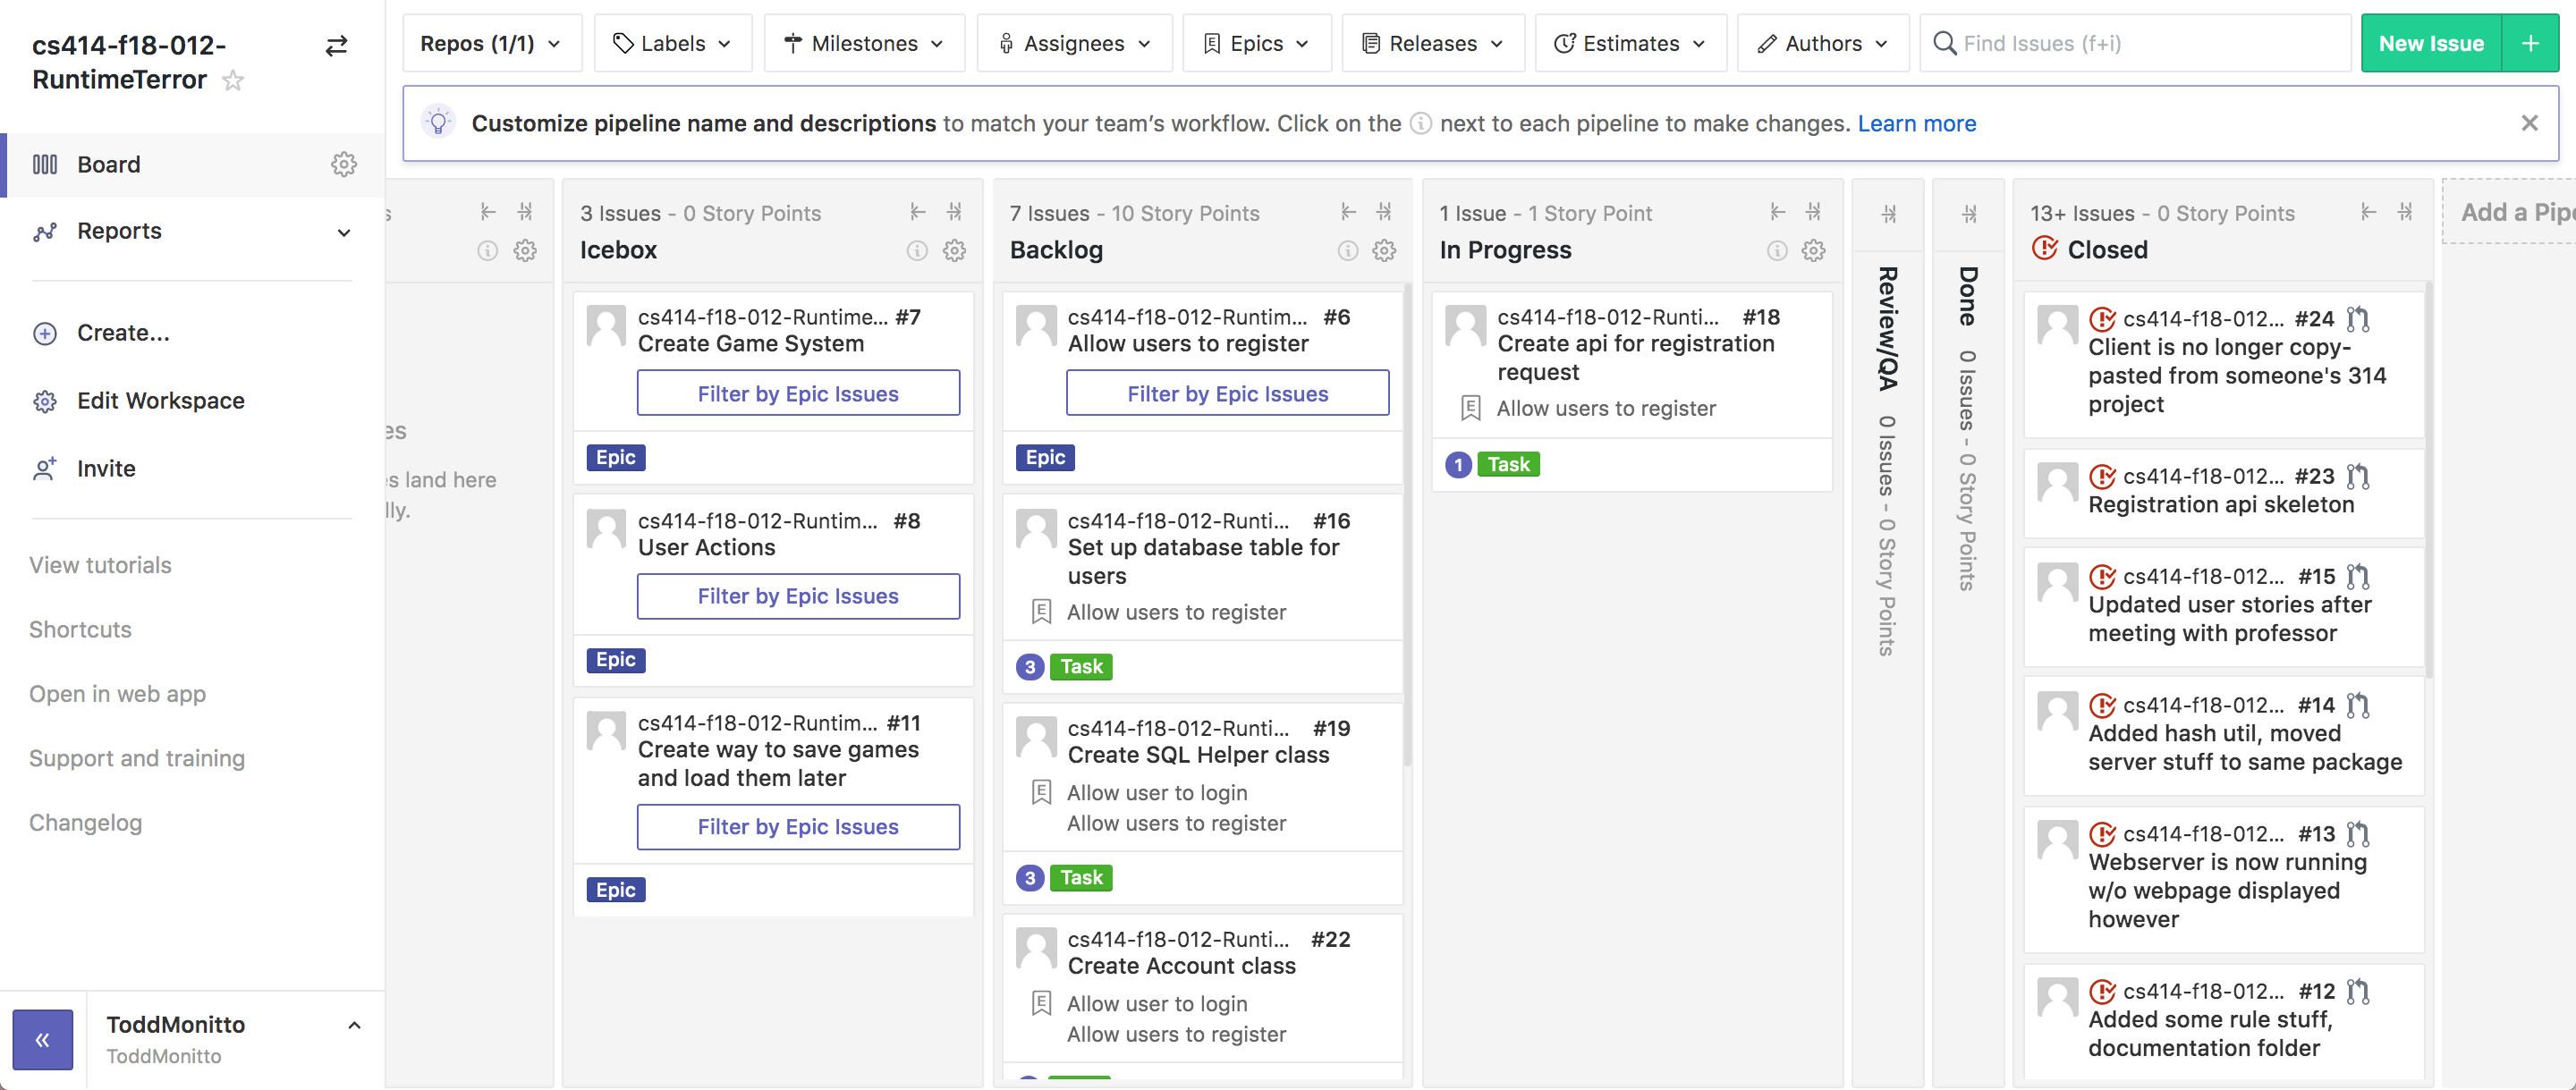 cs414-f18-012-
RuntimeTerror
Board
Reports
Create...
Edit Workspace
Invite
View tutorials
Shortcuts
Open in web app
Support and training
Changelog
ToddMonitto
ToddMonitto
Repos (1/1)
Labels
Milestones
Assignees
Epics
Releases
Estimates
Authors
Find Issues (f+i)
New Issue
Customize pipeline name and descriptions to match your team's workflow. Click on the next to each pipeline to make changes. Learn more
s
es
s land here
lly.
3 Issues - 0 Story Points
Icebox
cs414-f18-012-Runtime... #7
Create Game System
Filter by Epic Issues
Epic
cs414-f18-012-Runtim... #8
User Actions
Filter by Epic Issues
Epic
cs414-f18-012-Runtim... #11
Create way to save games
and load them later
Filter by Epic Issues
Epic
7 Issues - 10 Story Points
Backlog
cs414-f18-012-Runtim... #6
Allow users to register
Filter by Epic Issues
Epic
cs414-f18-012-Runti... #16
Set up database table for
users
Allow users to register
3 Task
cs414-f18-012-Runti... #19
Create SQL Helper class
Allow user to login
Allow users to register
3 Task
cs414-f18-012-Runti... #22
Create Account class
Allow user to login
Allow users to register
1 Issue - 1 Story Point
In Progress
cs414-f18-012-Runti... #18
Create api for registration
request
Allow users to register
1 Task
Review/QA 0 Issues - 0 Story Points
Done 0 Issues - 0 Story Points
13+ Issues - 0 Story Points
Closed
cs414-f18-012... #24
Client is no longer copy-
pasted from someone's 314
project
cs414-f18-012... #23
Registration api skeleton
cs414-f18-012... #15
Updated user stories after
meeting with professor
cs414-f18-012... #14
Added hash util, moved
server stuff to same package
cs414-f18-012... #13
Webserver is now running
w/o webpage displayed
however
cs414-f18-012... #12
Added some rule stuff,
documentation folder
Add a Pipe